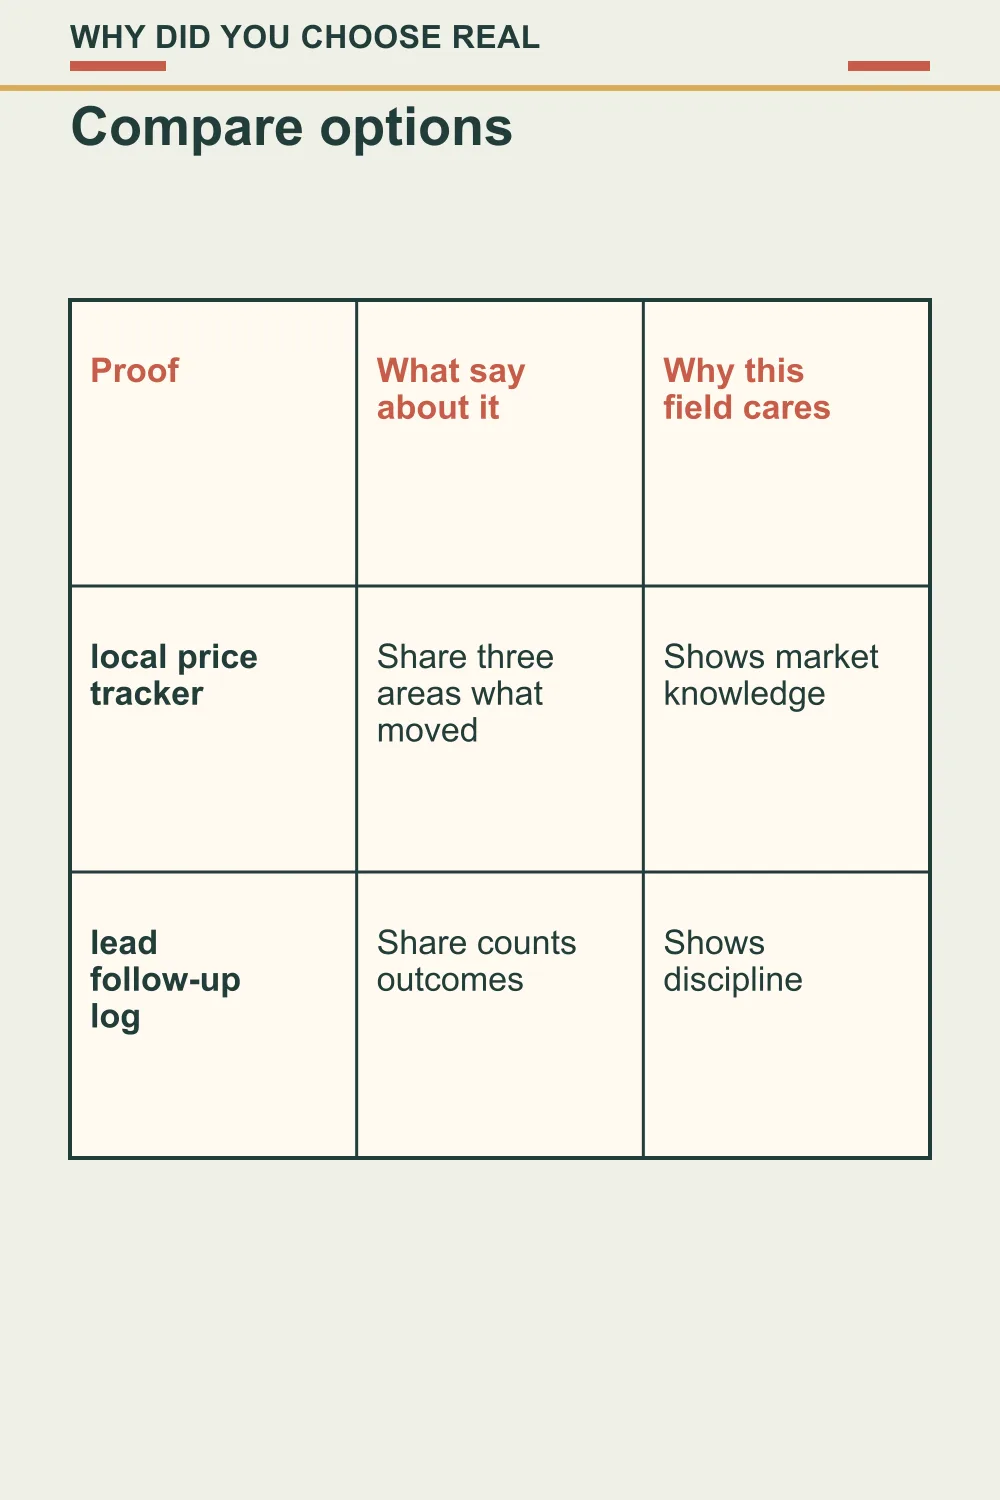 WHY DID YOU CHOOSE REAL
Compare options
Proof
What say
about it
Why this
field cares
local price
tracker
Share three
areas what
moved
Shows market
knowledge
lead
follow-up
log
Share counts
outcomes
Shows
discipline